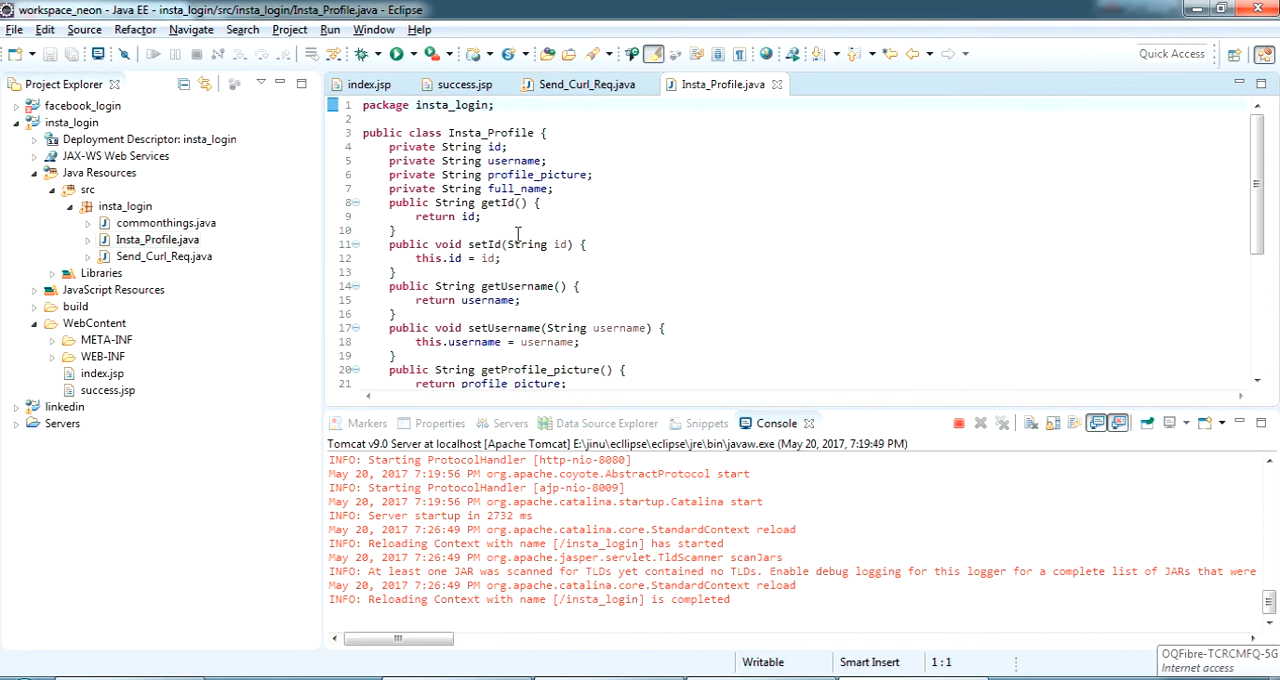 workspace_neon - Java EE - insta_login/src/insta_login/Insta_Profile.java - Eclipse
File Edit Source Refactor Navigate Search Project Run Window Help
Quick Access
Project Explorer
facebook_login
insta_login
Deployment Descriptor: insta_login
JAX-WS Web Services
Java Resources
src
insta_login
commonthings.java
Insta_Profile.java
Send_Curl_Req.java
Libraries
JavaScript Resources
build
WebContent
META-INF
WEB-INF
index.jsp
success.jsp
linkedin
Servers
index.jsp success.jsp Send_Curl_Req.java Insta_Profile.java
1 package insta_login;
2
3 public class Insta_Profile {
4 private String id;
5 private String username;
6 private String profile_picture;
7 private String full_name;
8 public String getId() {
9 return id;
10 }
11 public void setId(String id) {
12 this.id = id;
13 }
14 public String getUsername() {
15 return username;
16 }
17 public void setUsername(String username) {
18 this.username = username;
19 }
20 public String getProfile_picture() {
21 return profile_picture;
Markers Properties Servers Data Source Explorer Snippets Console
Tomcat v9.0 Server at localhost [Apache Tomcat] E:\jinu\ecllipse\eclipse\jre\bin\javaw.exe (May 20, 2017, 7:19:49 PM)
INFO: Starting ProtocolHandler [http-nio-8080]
May 20, 2017 7:19:56 PM org.apache.coyote.AbstractProtocol start
INFO: Starting ProtocolHandler [ajp-nio-8009]
May 20, 2017 7:19:56 PM org.apache.catalina.startup.Catalina start
INFO: Server startup in 2732 ms
May 20, 2017 7:26:49 PM org.apache.catalina.core.StandardContext reload
INFO: Reloading Context with name [/insta_login] has started
May 20, 2017 7:26:49 PM org.apache.jasper.servlet.TldScanner scanJars
INFO: At least one JAR was scanned for TLDs yet contained no TLDs. Enable debug logging for this logger for a complete list of JARs that were
May 20, 2017 7:26:49 PM org.apache.catalina.core.StandardContext reload
INFO: Reloading Context with name [/insta_login] is completed
Writable Smart Insert 1 : 1
OQFibre-TCRCMFQ-5G
Internet access